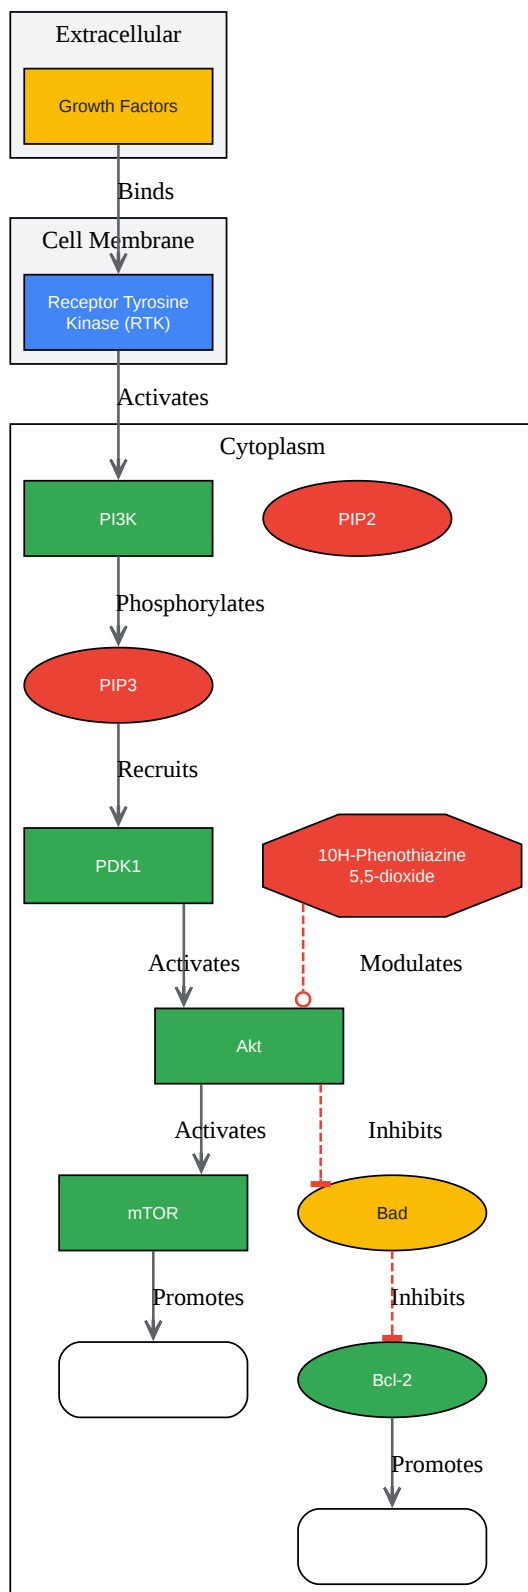 Extracellular
Growth Factors
Binds
Cell Membrane
Receptor Tyrosine
Kinase (RTK)
Activates
Cytoplasm
PI3K
PIP2
Phosphorylates
PIP3
Recruits
PDK1
10H-Phenothiazine
5,5-dioxide
Activates
Modulates
Akt
Activates
Inhibits
mTOR
Bad
Promotes
Inhibits
Bcl-2
Promotes